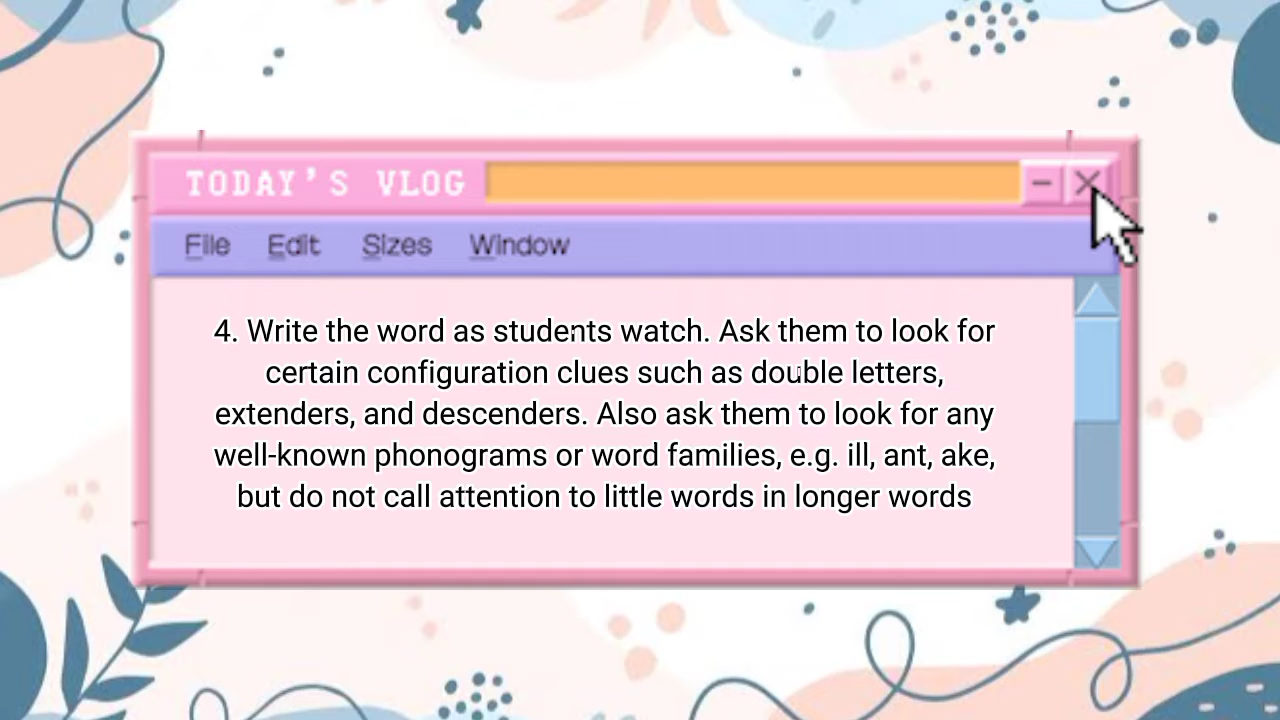 TODAY'S VLOG
File Edit Sizes Window
4. Write the word as students watch. Ask them to look for
certain configuration clues such as double letters,
extenders, and descenders. Also ask them to look for any
well-known phonograms or word families, e.g. ill, ant, ake,
but do not call attention to little words in longer words